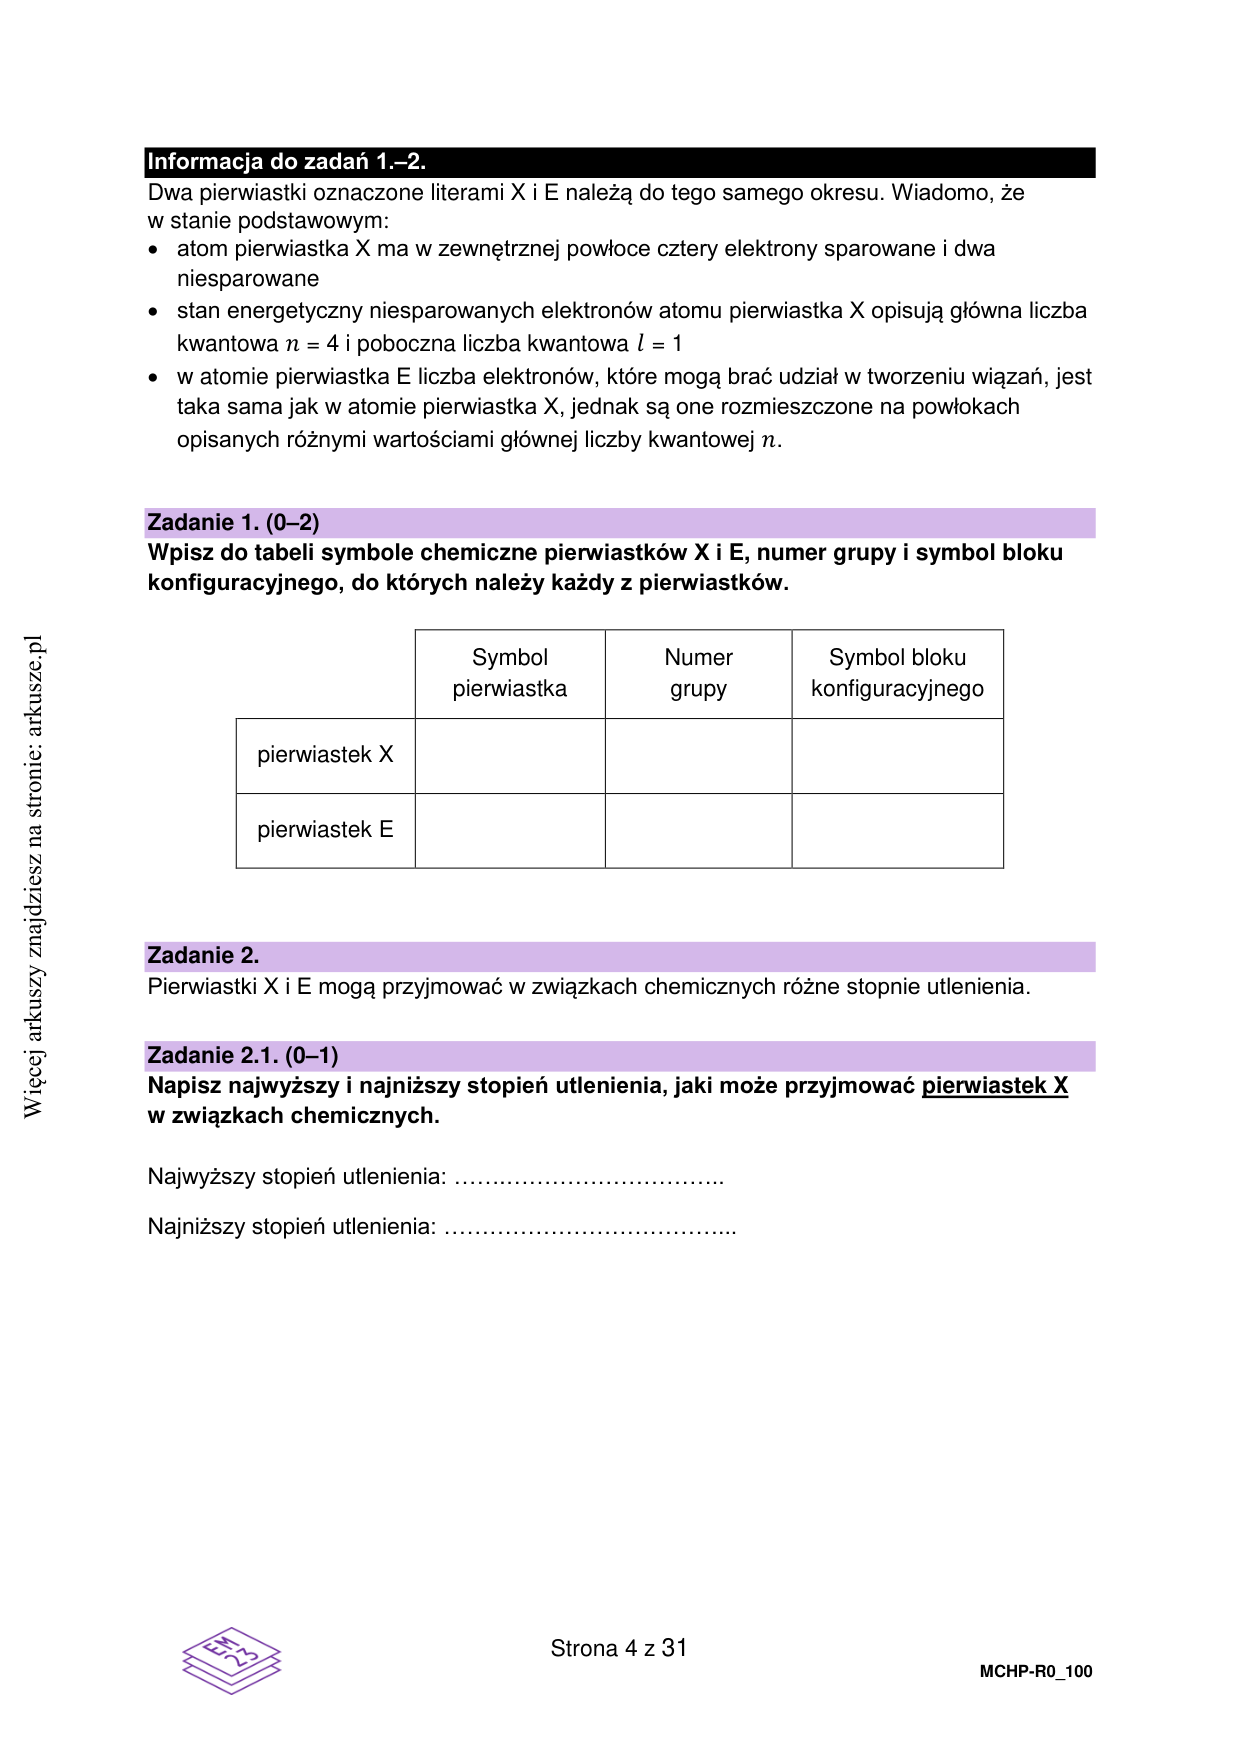 Informacja do zadań 1.–2.
Dwa pierwiastki oznaczone literami X i E należą do tego samego okresu. Wiadomo, że
w stanie podstawowym:
• atom pierwiastka X ma w zewnętrznej powłoce cztery elektrony sparowane i dwa
niesparowane
• stan energetyczny niesparowanych elektronów atomu pierwiastka X opisują główna liczba
kwantowa n = 4 i poboczna liczba kwantowa l = 1
• w atomie pierwiastka E liczba elektronów, które mogą brać udział w tworzeniu wiązań, jest
taka sama jak w atomie pierwiastka X, jednak są one rozmieszczone na powłokach
opisanych różnymi wartościami głównej liczby kwantowej n.
Zadanie 1. (0–2)
Wpisz do tabeli symbole chemiczne pierwiastków X i E, numer grupy i symbol bloku
konfiguracyjnego, do których należy każdy z pierwiastków.
Symbol
pierwiastka
Numer
grupy
Symbol bloku
konfiguracyjnego
pierwiastek X
pierwiastek E
Zadanie 2.
Pierwiastki X i E mogą przyjmować w związkach chemicznych różne stopnie utlenienia.
Zadanie 2.1. (0–1)
Napisz najwyższy i najniższy stopień utlenienia, jaki może przyjmować pierwiastek X
w związkach chemicznych.
Najwyższy stopień utlenienia: …….………………………..
Najniższy stopień utlenienia: ………………………………...
Więcej arkuszy znajdziesz na stronie: arkusze.pl
EM
23
Strona 4 z 31
MCHP-R0_100